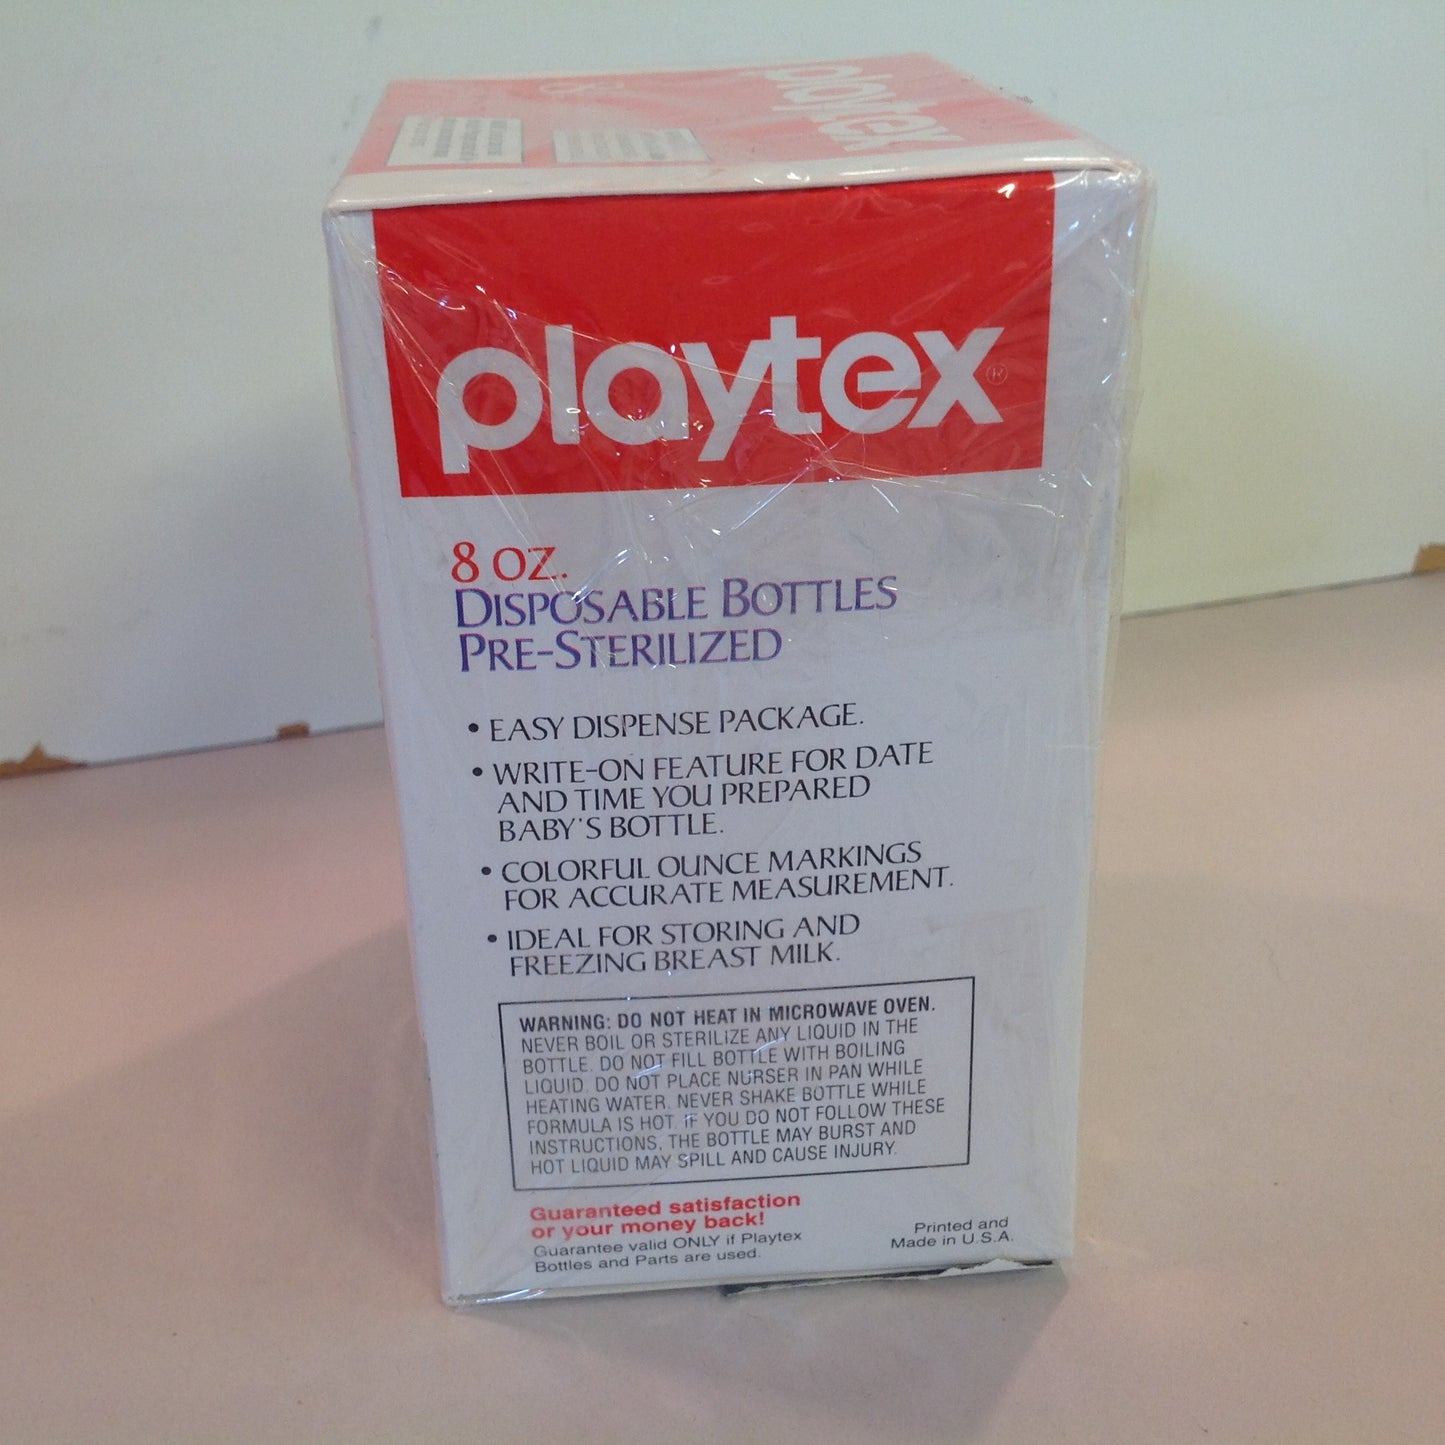 playtex
playtex®
8 OZ.
DISPOSABLE BOTTLES
PRE-STERILIZED
• EASY DISPENSE PACKAGE.
• WRITE-ON FEATURE FOR DATE
AND TIME YOU PREPARED
BABY'S BOTTLE.
• COLORFUL OUNCE MARKINGS
FOR ACCURATE MEASUREMENT.
• IDEAL FOR STORING AND
FREEZING BREAST MILK.
WARNING: DO NOT HEAT IN MICROWAVE OVEN.
NEVER BOIL OR STERILIZE ANY LIQUID IN THE
BOTTLE. DO NOT FILL BOTTLE WITH BOILING
LIQUID. DO NOT PLACE NURSER IN PAN WHILE
HEATING WATER. NEVER SHAKE BOTTLE WHILE
FORMULA IS HOT. IF YOU DO NOT FOLLOW THESE
INSTRUCTIONS, THE BOTTLE MAY BURST AND
HOT LIQUID MAY SPILL AND CAUSE INJURY.
Guaranteed satisfaction
or your money back!
Guarantee valid ONLY if Playtex
Bottles and Parts are used.
Printed and
Made in U.S.A.